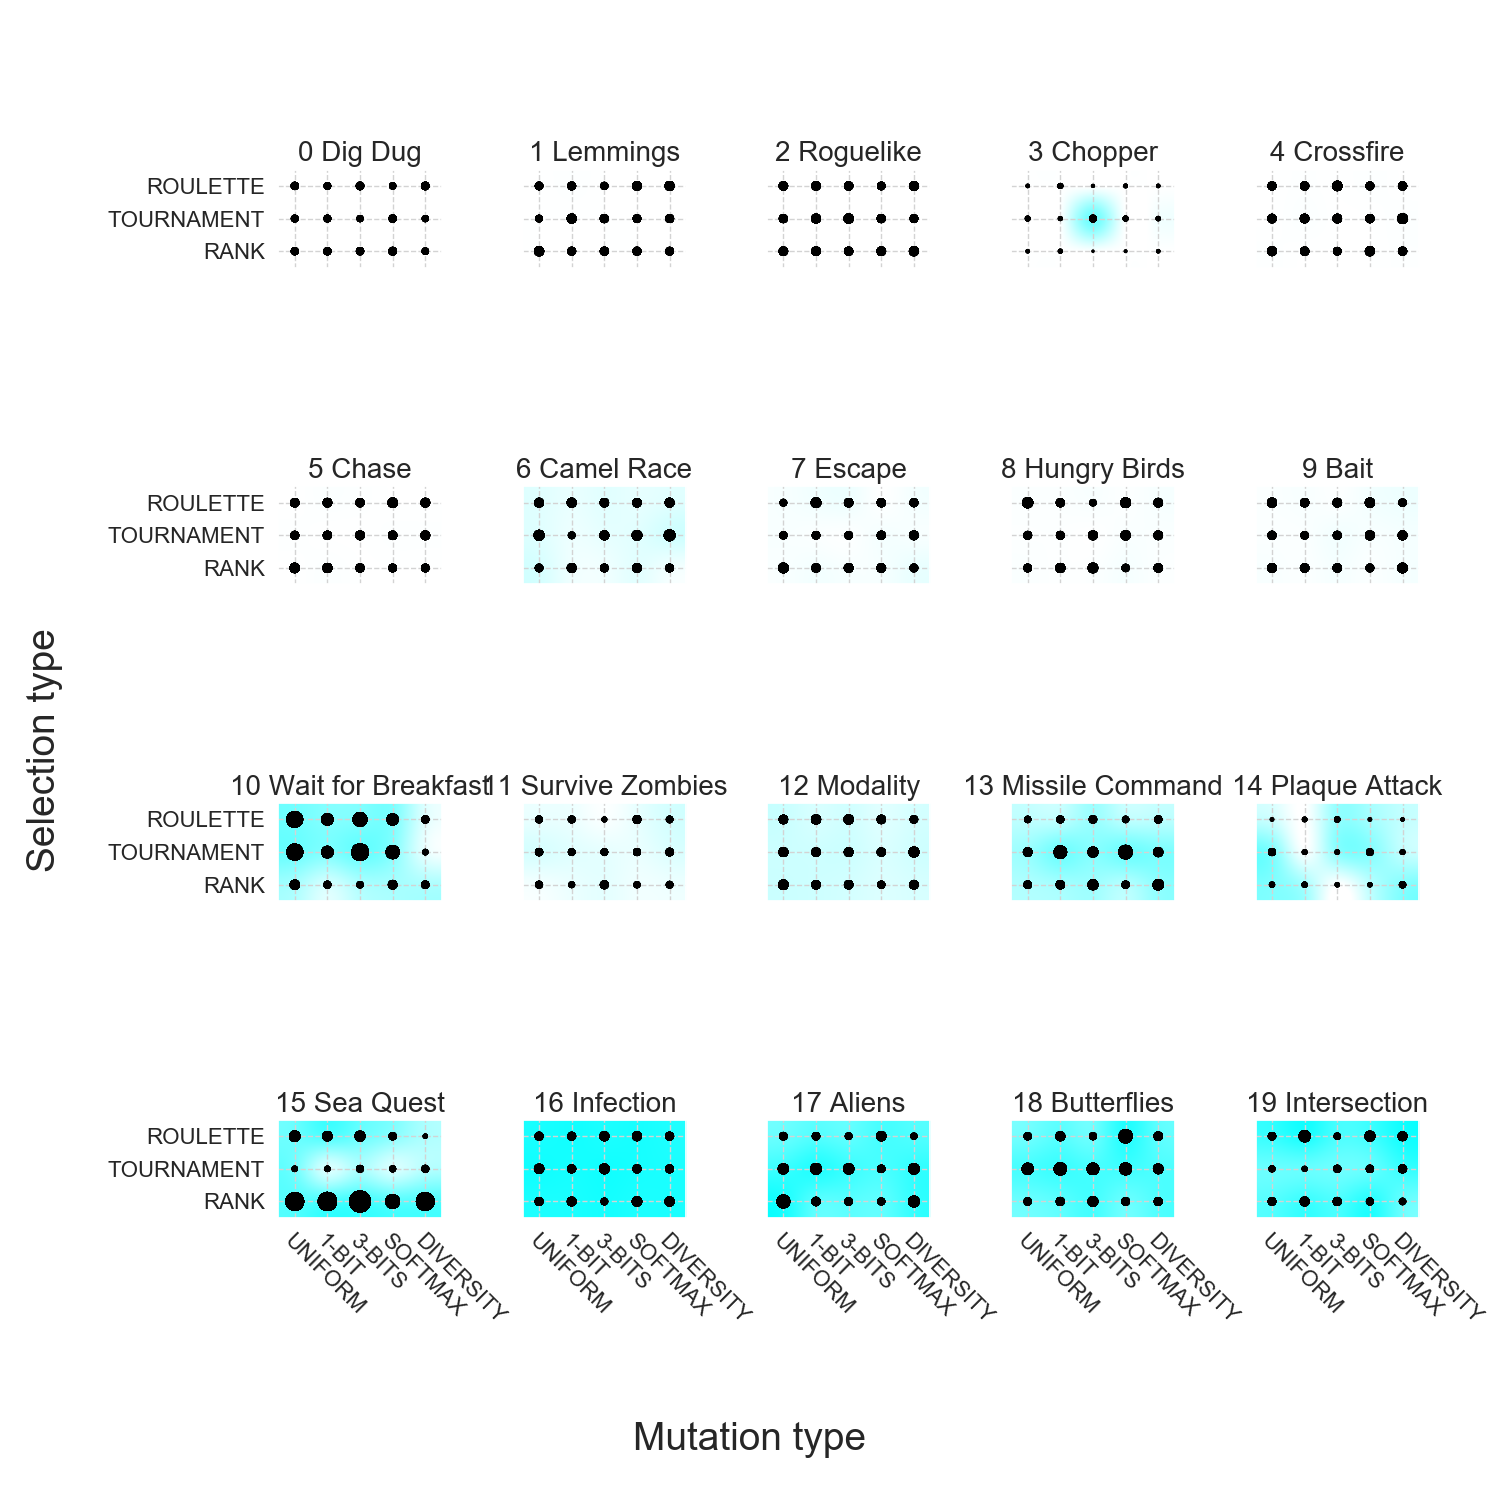 0 Dig Dug 1 Lemmings 2 Roguelike 3 Chopper 4 Crossfire
ROULETTE
TOURNAMENT
RANK
5 Chase 6 Camel Race 7 Escape 8 Hungry Birds 9 Bait
ROULETTE
TOURNAMENT
RANK
Selection type
10 Wait for Breakfast 11 Survive Zombies 12 Modality 13 Missile Command 14 Plaque Attack
ROULETTE
TOURNAMENT
RANK
15 Sea Quest 16 Infection 17 Aliens 18 Butterflies 19 Intersection
ROULETTE
TOURNAMENT
RANK
UNIFORM 1-BIT 3-BITS SOFTMAX DIVERSITY UNIFORM 1-BIT 3-BITS SOFTMAX DIVERSITY UNIFORM 1-BIT 3-BITS SOFTMAX DIVERSITY UNIFORM 1-BIT 3-BITS SOFTMAX DIVERSITY UNIFORM 1-BIT 3-BITS SOFTMAX DIVERSITY
Mutation type